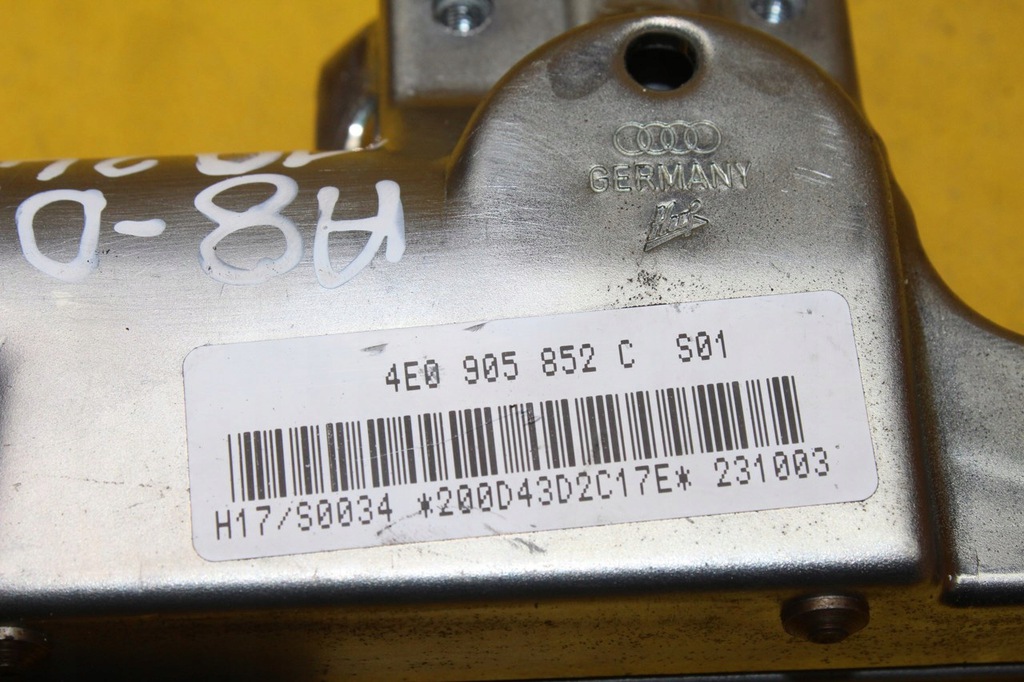 A8-D
GERMANY
4E0 905 852 C S01
H17/S0034 *200D43D2C17E* 231003